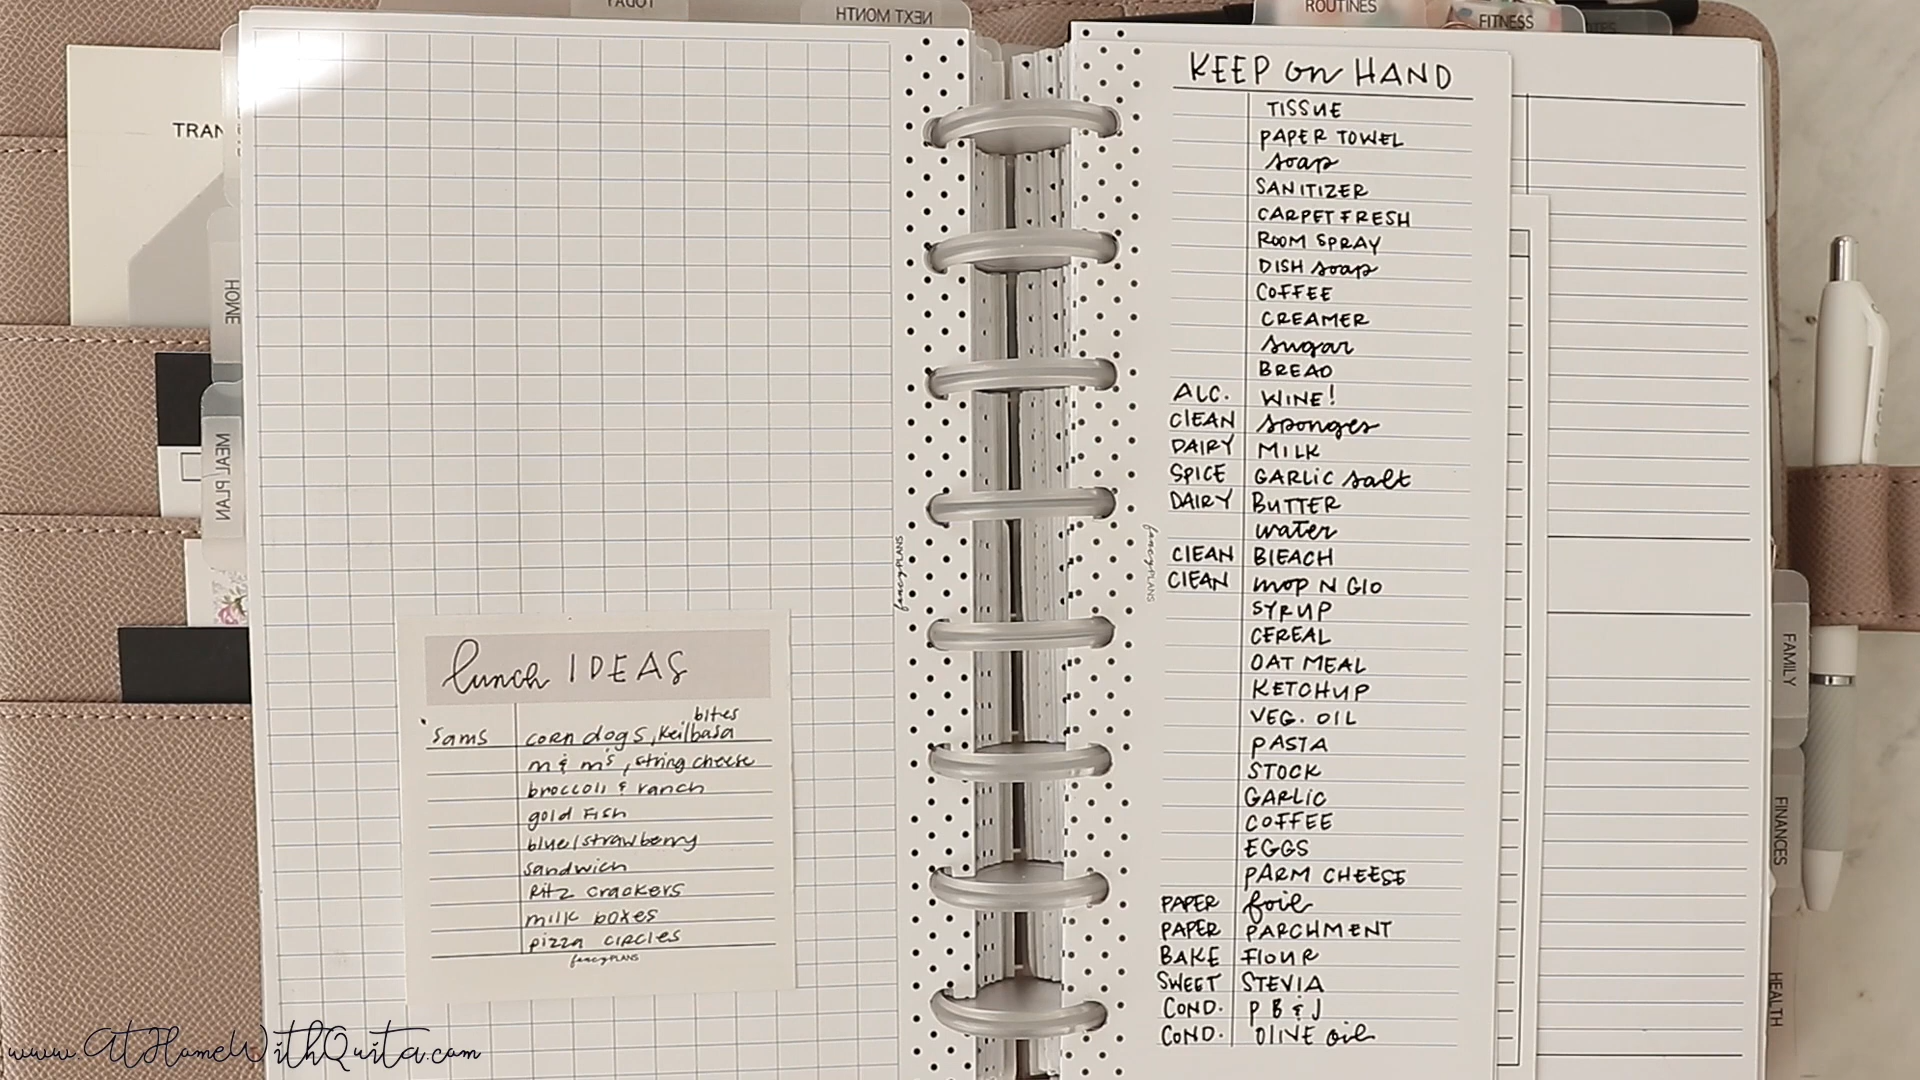 TODAY
NEXT MONTH
ROUTINES
FITNESS
TRAN
HOME
MEAL PLAN
lunch IDEAS
sams corn dogs, Keilbasa bites
m & m's, string cheese
broccoli & ranch
gold Fish
blue/strawberry
sandwich
Ritz crackers
milk boxes
pizza circles
fancyPLANS
fancyPLANS
www.AtHomeWithQuita.com
KEEP on HAND
TISSUE
PAPER TOWEL
soap
SANITIZER
CARPET FRESH
ROOM SPRAY
DISH soap
COFFEE
CREAMER
sugar
BREAD
ALC. WINE!
CLEAN sponges
DAIRY MILK
SPICE GARLIC salt
DAIRY BUTTER
water
CLEAN BLEACH
CLEAN MOP N GLO
SYRUP
CEREAL
OAT MEAL
KETCHUP
VEG. OIL
PASTA
STOCK
GARLIC
COFFEE
EGGS
PARM CHEESE
PAPER foil
PAPER PARCHMENT
BAKE FLOUR
SWEET STEVIA
COND. P B & J
COND. OLIVE oil
fancyPLANS
FAMILY
FINANCES
HEALTH